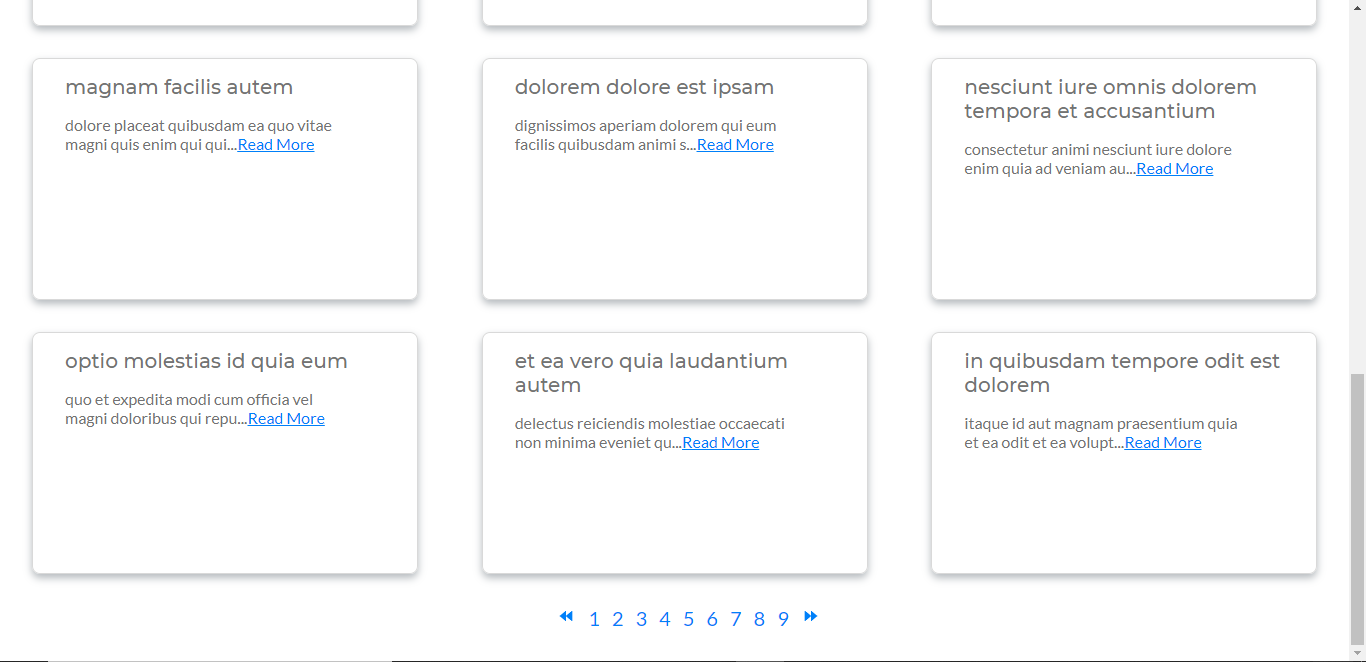 magnam facilis autem
dolore placeat quibusdam ea quo vitae
magni quis enim qui qui...Read More
dolorem dolore est ipsam
dignissimos aperiam dolorem qui eum
facilis quibusdam animi s...Read More
nesciunt iure omnis dolorem
tempora et accusantium
consectetur animi nesciunt iure dolore
enim quia ad veniam au...Read More
optio molestias id quia eum
quo et expedita modi cum officia vel
magni doloribus qui repu...Read More
et ea vero quia laudantium
autem
delectus reiciendis molestiae occaecati
non minima eveniet qu...Read More
in quibusdam tempore odit est
dolorem
itaque id aut magnam praesentium quia
et ea odit et ea volupt...Read More
1 2 3 4 5 6 7 8 9